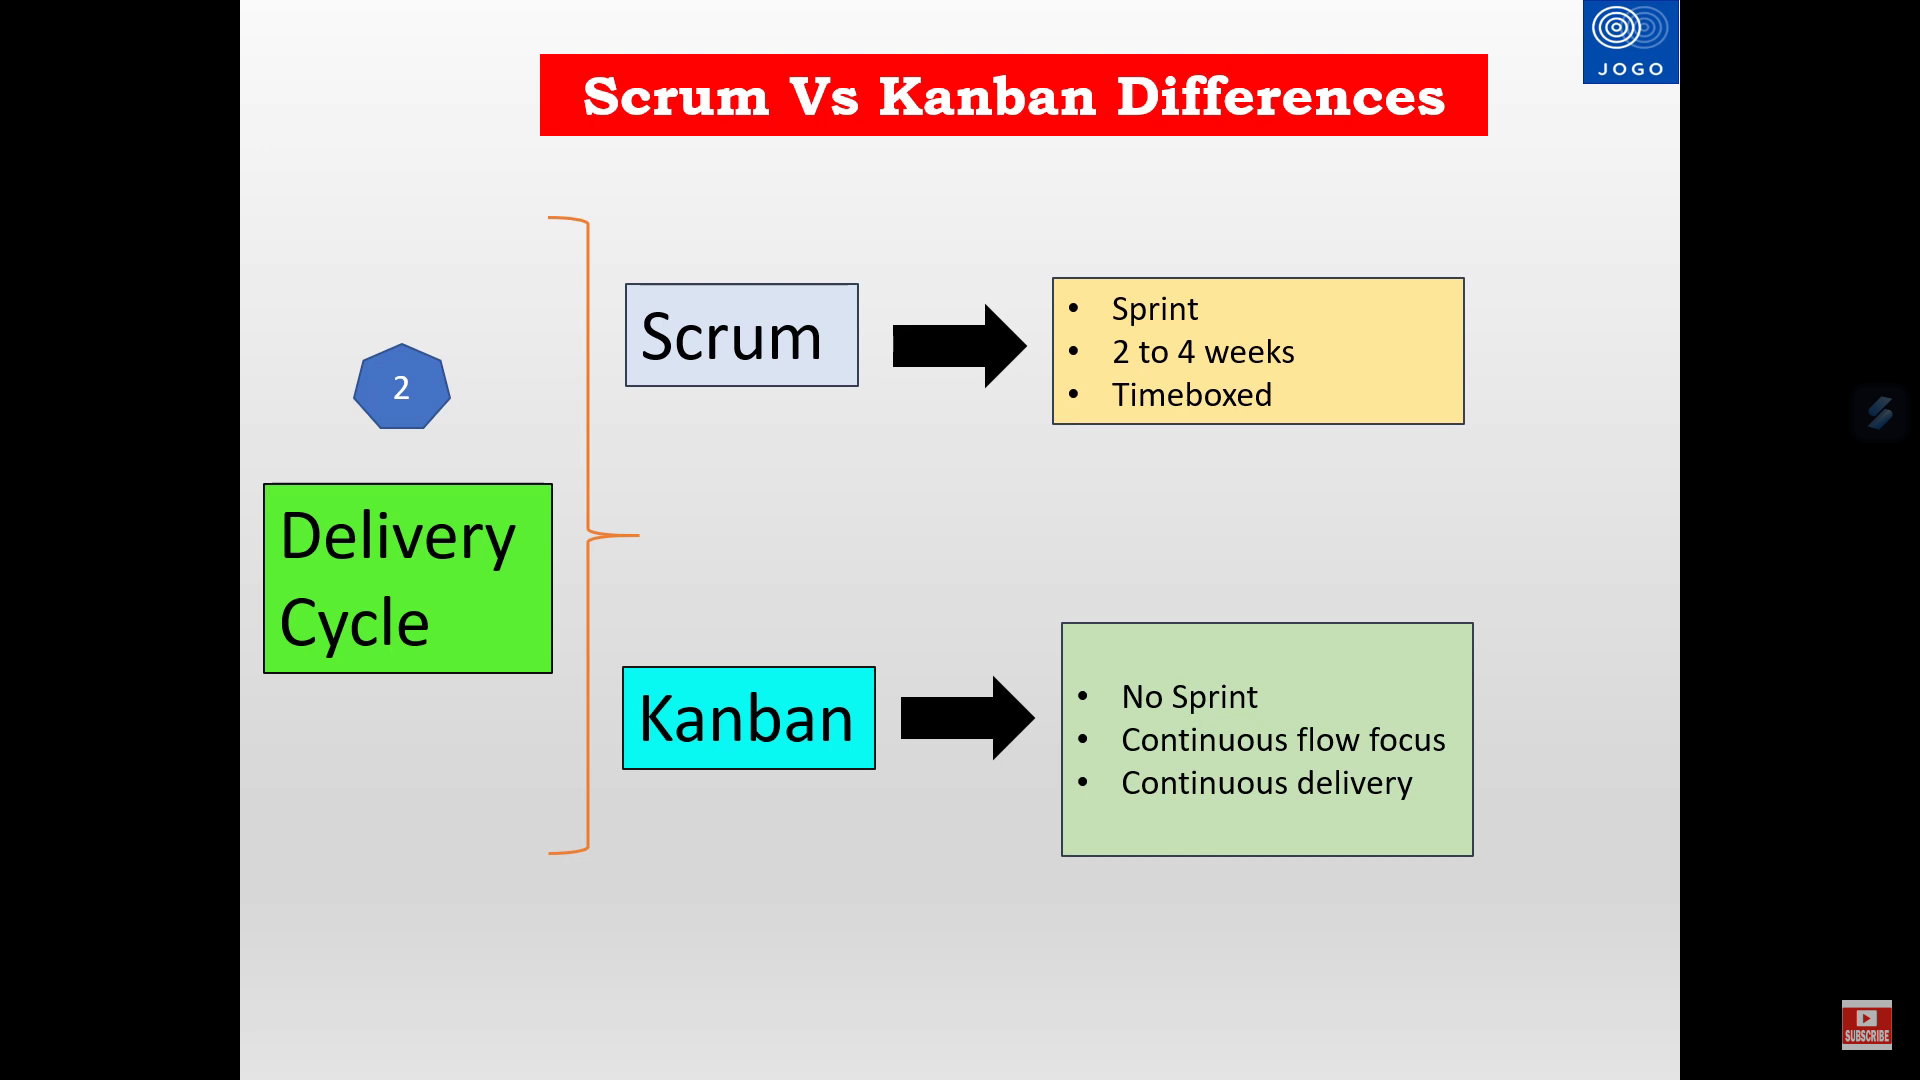 Scrum Vs Kanban Differences
JOGO
2
Delivery
Cycle
Scrum
• Sprint
• 2 to 4 weeks
• Timeboxed
Kanban
• No Sprint
• Continuous flow focus
• Continuous delivery
SUBSCRIBE